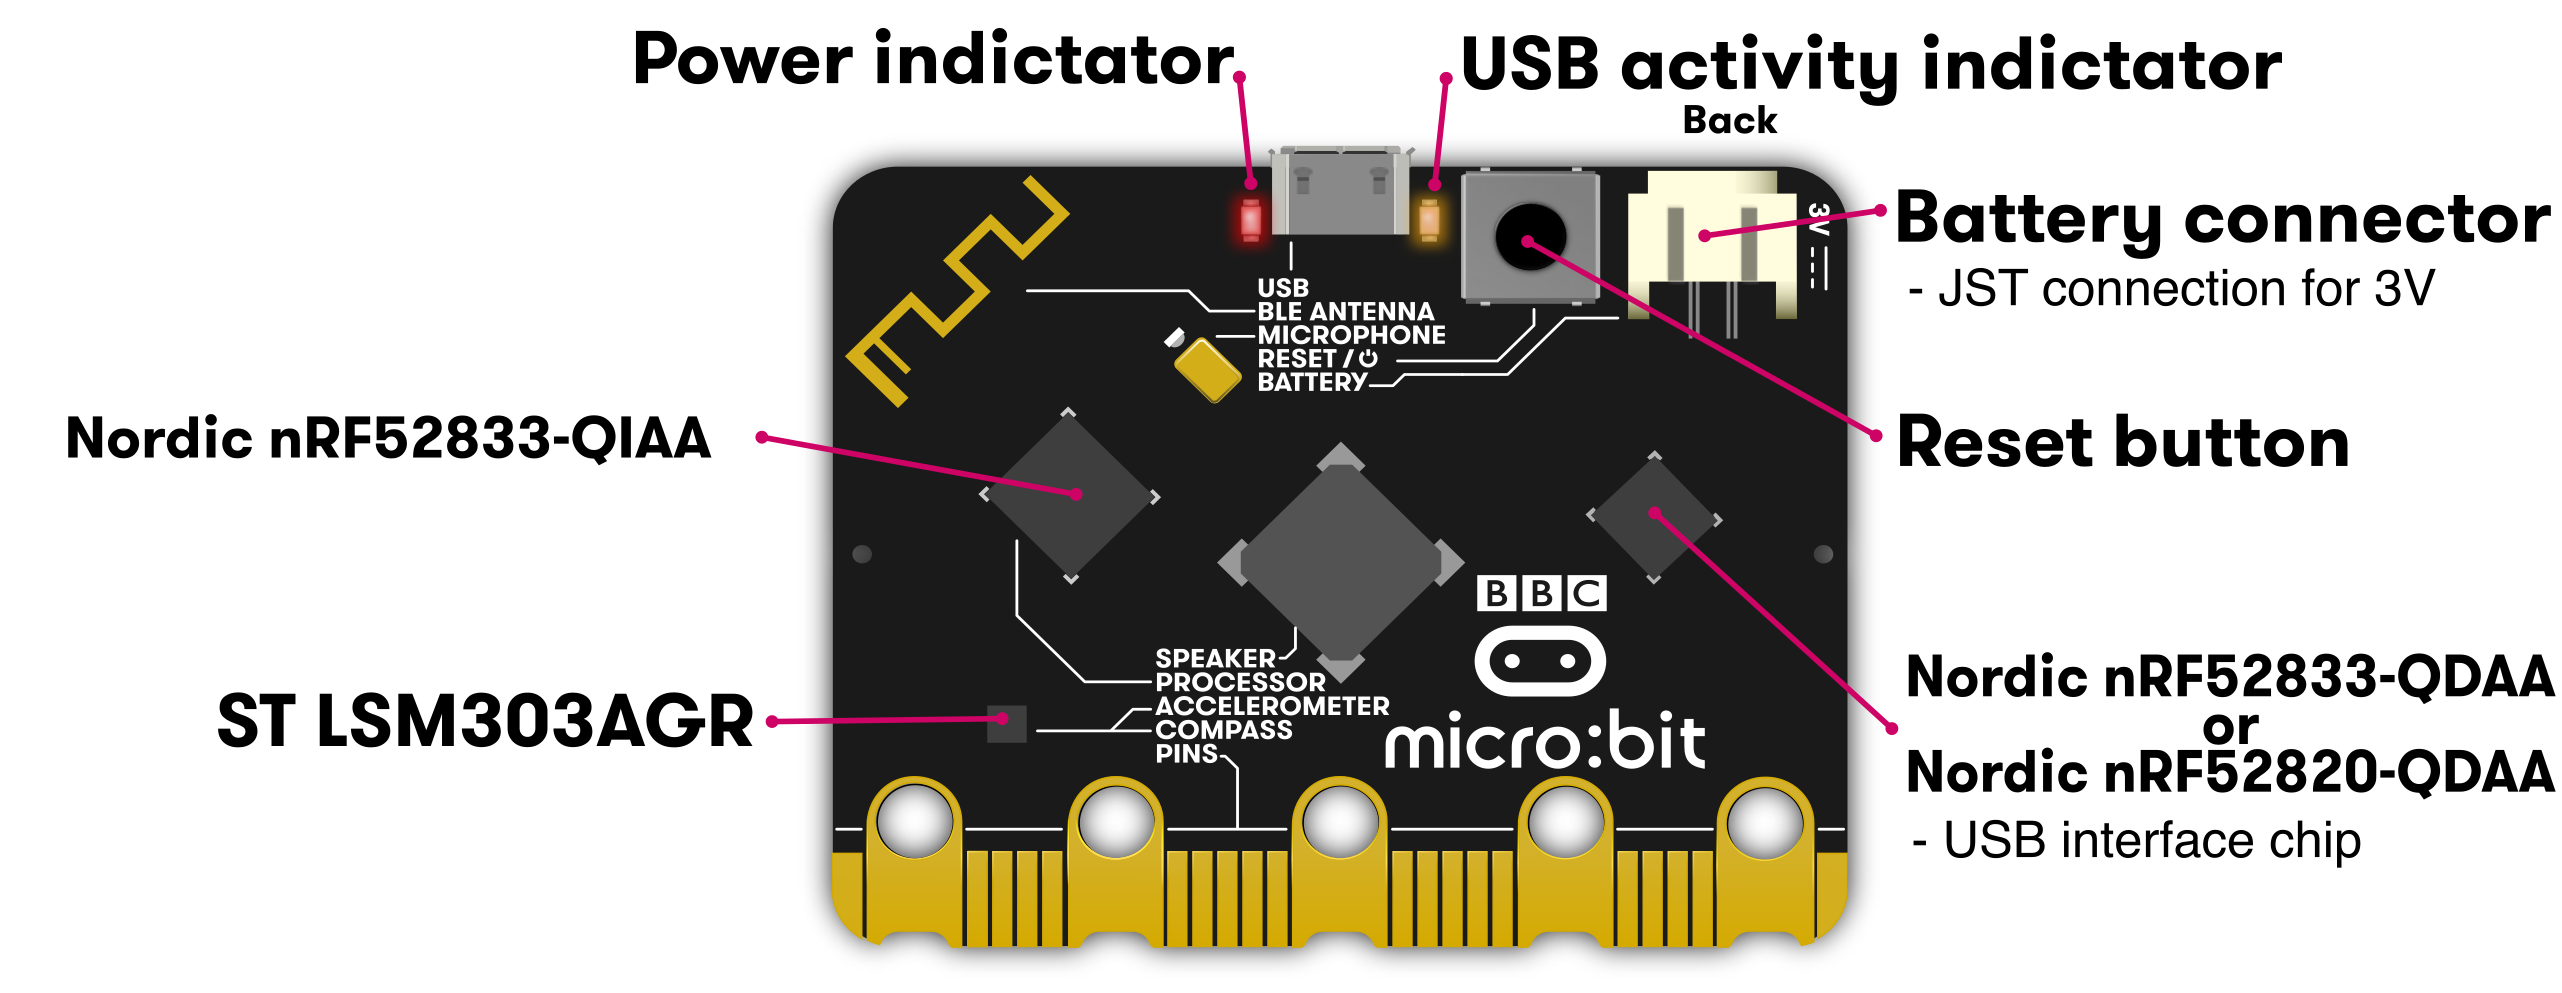 Power indictator
USB activity indictator
Back
3V
Battery connector
- JST connection for 3V
USB
BLE ANTENNA
MICROPHONE
RESET /
BATTERY
Nordic nRF52833-QIAA
Reset button
BBC
SPEAKER
PROCESSOR
ACCELEROMETER
COMPASS
PINS
micro:bit
ST LSM303AGR
Nordic nRF52833-QDAA
or
Nordic nRF52820-QDAA
- USB interface chip